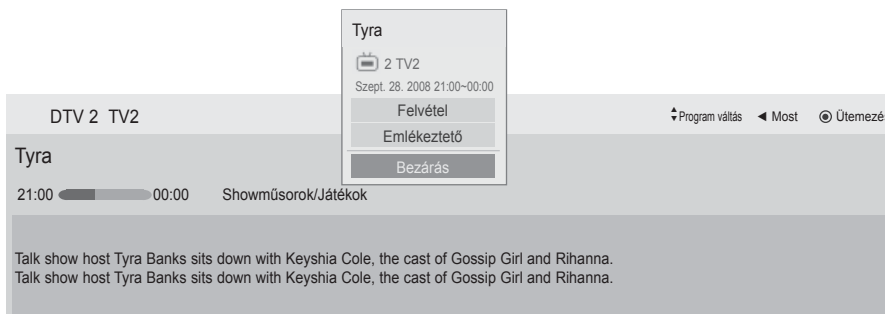 Tyra
2 TV2
Szept. 28. 2008 21:00~00:00
Felvétel
Emlékeztető
Bezárás
DTV 2 TV2
Program váltás Most Ütemezés
Tyra
21:00 00:00 Showműsorok/Játékok
Talk show host Tyra Banks sits down with Keyshia Cole, the cast of Gossip Girl and Rihanna.
Talk show host Tyra Banks sits down with Keyshia Cole, the cast of Gossip Girl and Rihanna.